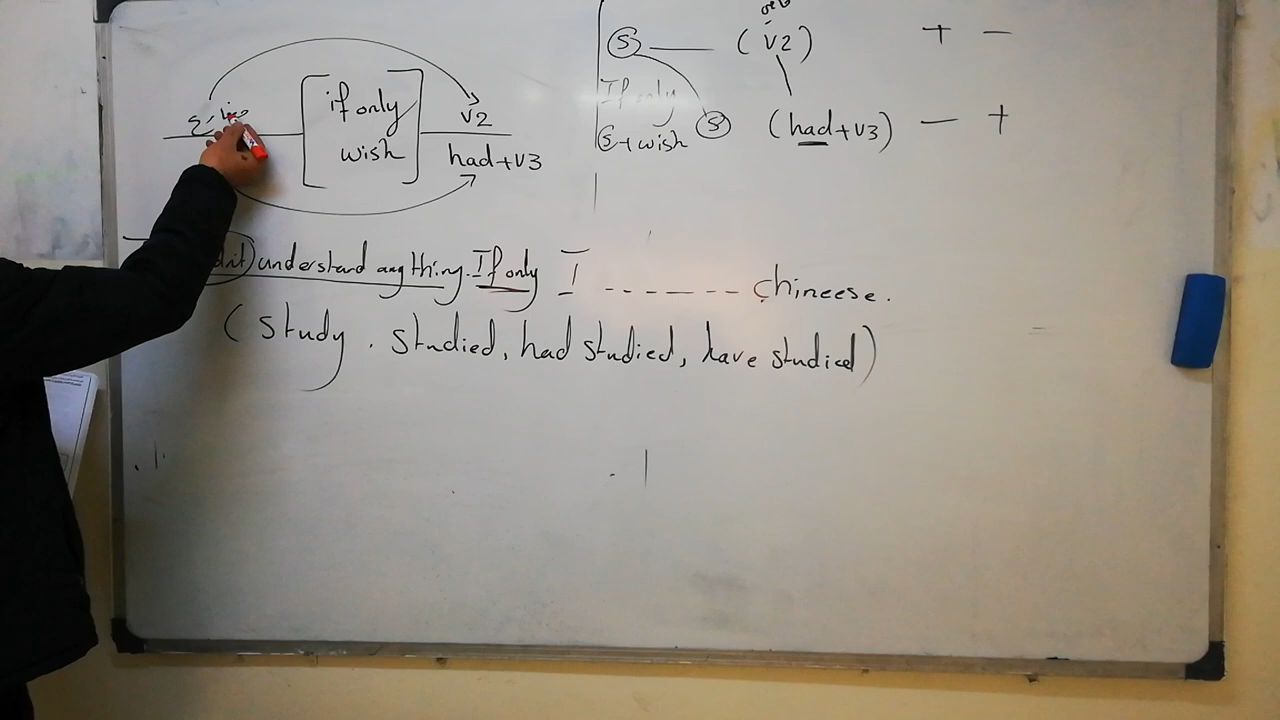 if only
wish
V2
had+V3
S ( V2 ) + -
If only
S+wish S (had+V3) - +
understand anything. If only I ------- chineese.
( study . studied, had studied, have studied)